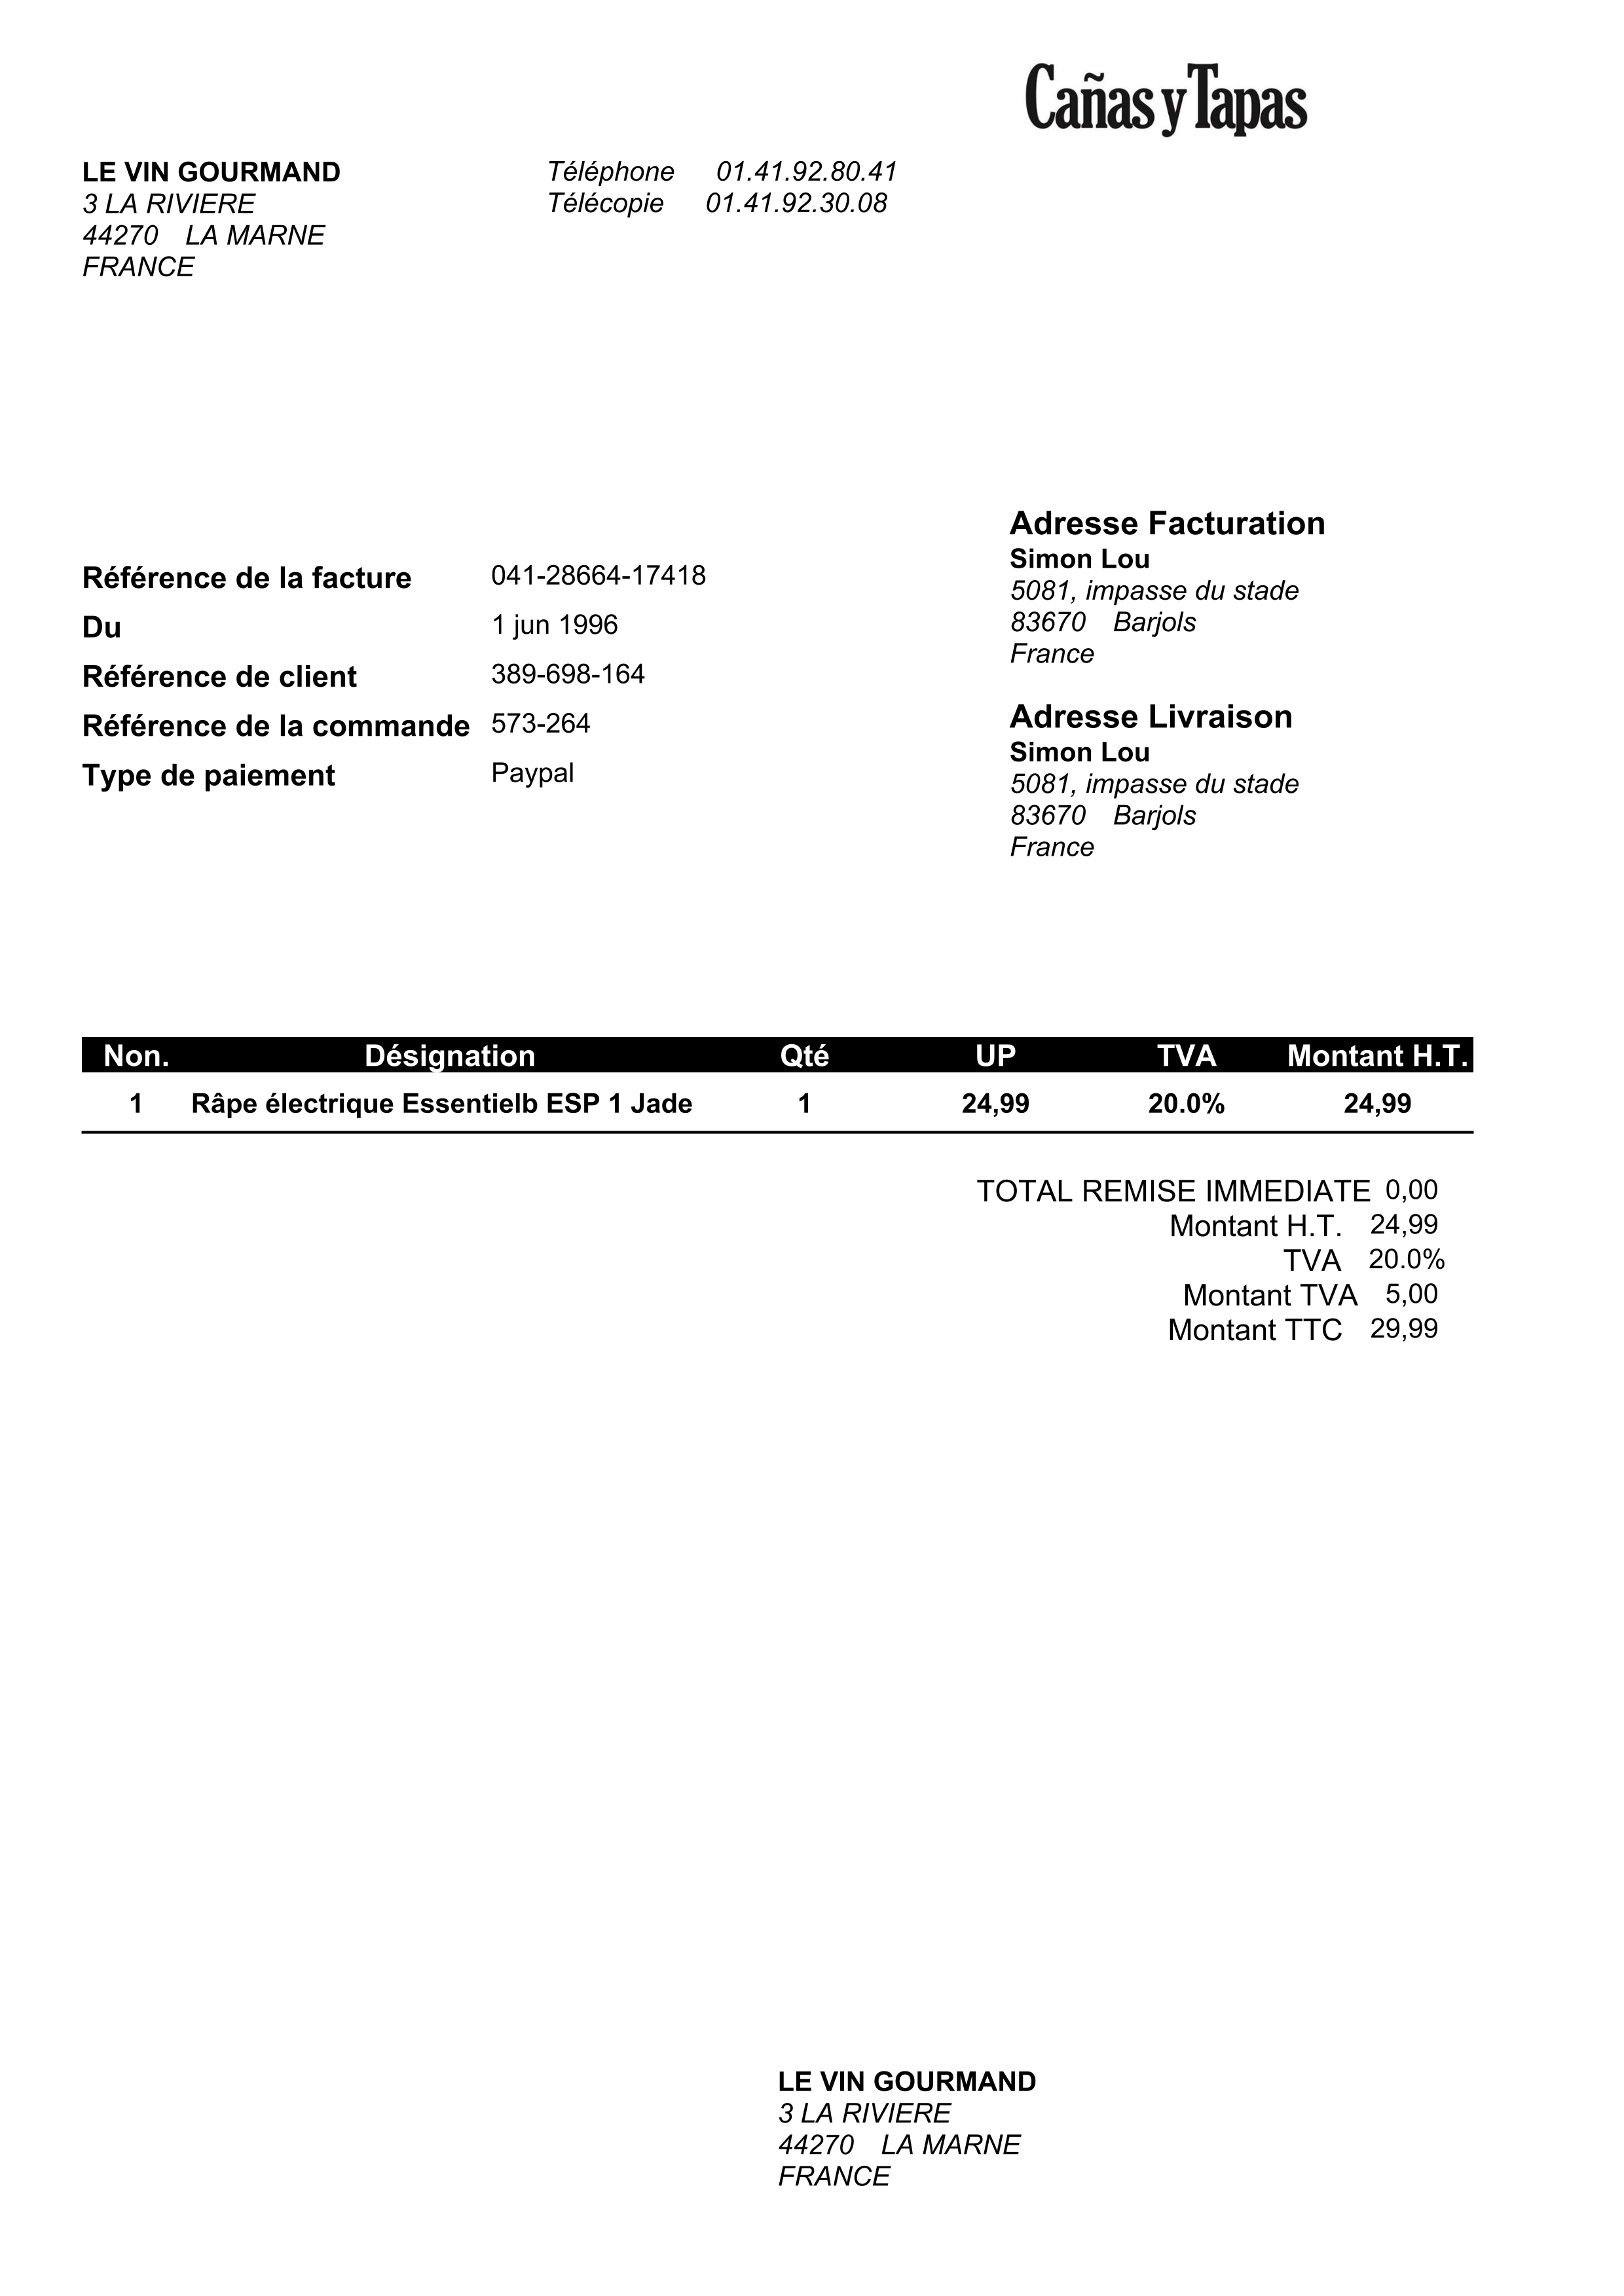 Cañas y Tapas
LE VIN GOURMAND
3 LA RIVIERE
44270 LA MARNE
FRANCE
Téléphone 01.41.92.80.41
Télécopie 01.41.92.30.08
Référence de la facture 041-28664-17418
Du 1 jun 1996
Référence de client 389-698-164
Référence de la commande 573-264
Type de paiement Paypal
Adresse Facturation
Simon Lou
5081, impasse du stade
83670 Barjols
France
Adresse Livraison
Simon Lou
5081, impasse du stade
83670 Barjols
France
Non. Désignation Qté UP TVA Montant H.T.
1 Râpe électrique Essentielb ESP 1 Jade 1 24,99 20.0% 24,99
TOTAL REMISE IMMEDIATE 0,00
Montant H.T. 24,99
TVA 20.0%
Montant TVA 5,00
Montant TTC 29,99
LE VIN GOURMAND
3 LA RIVIERE
44270 LA MARNE
FRANCE